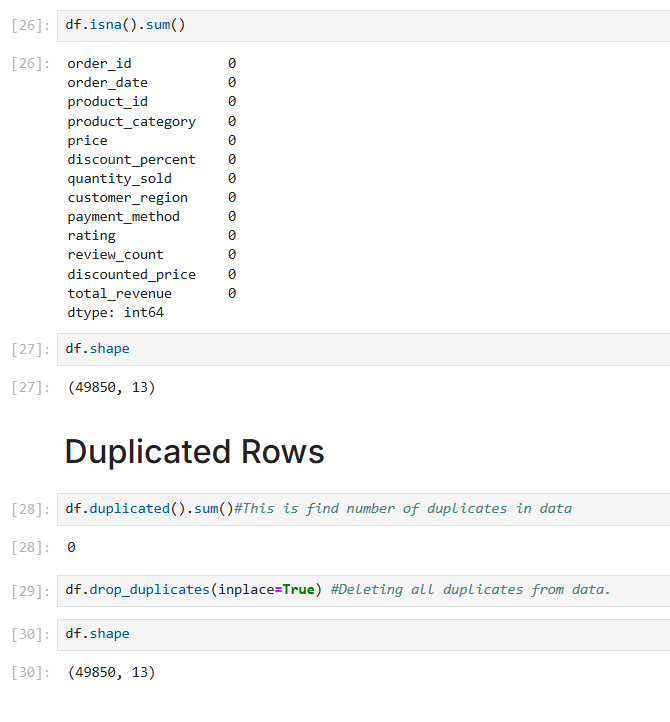 [26]: df.isna().sum()
[26]: order_id 0
order_date 0
product_id 0
product_category 0
price 0
discount_percent 0
quantity_sold 0
customer_region 0
payment_method 0
rating 0
review_count 0
discounted_price 0
total_revenue 0
dtype: int64
[27]: df.shape
[27]: (49850, 13)
Duplicated Rows
[28]: df.duplicated().sum()#This is find number of duplicates in data
[28]: 0
[29]: df.drop_duplicates(inplace=True) #Deleting all duplicates from data.
[30]: df.shape
[30]: (49850, 13)